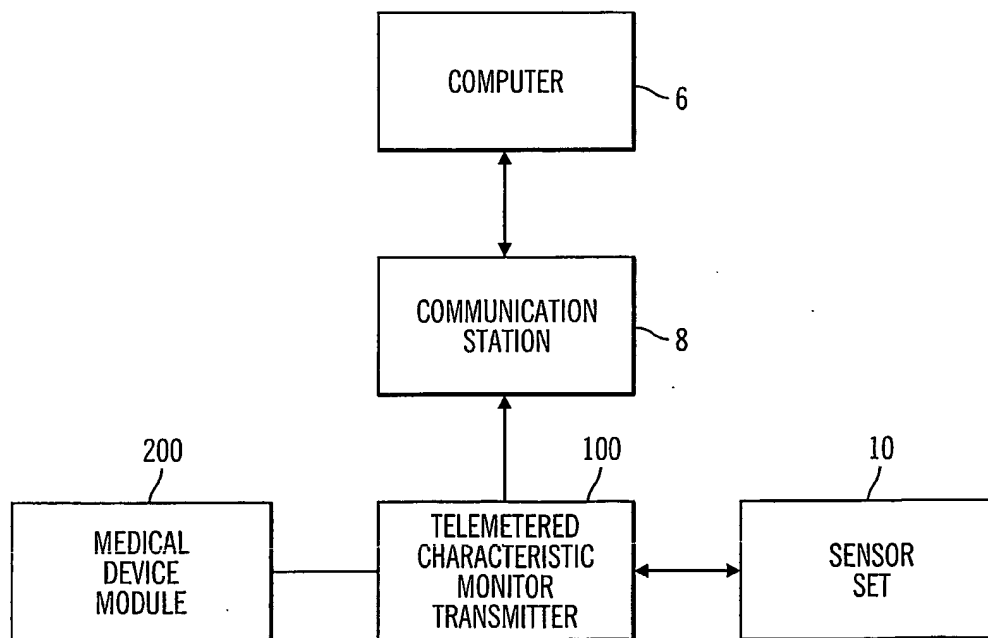 COMPUTER
6
COMMUNICATION
STATION
8
200
100
10
MEDICAL
DEVICE
MODULE
TELEMETERED
CHARACTERISTIC
MONITOR
TRANSMITTER
SENSOR
SET